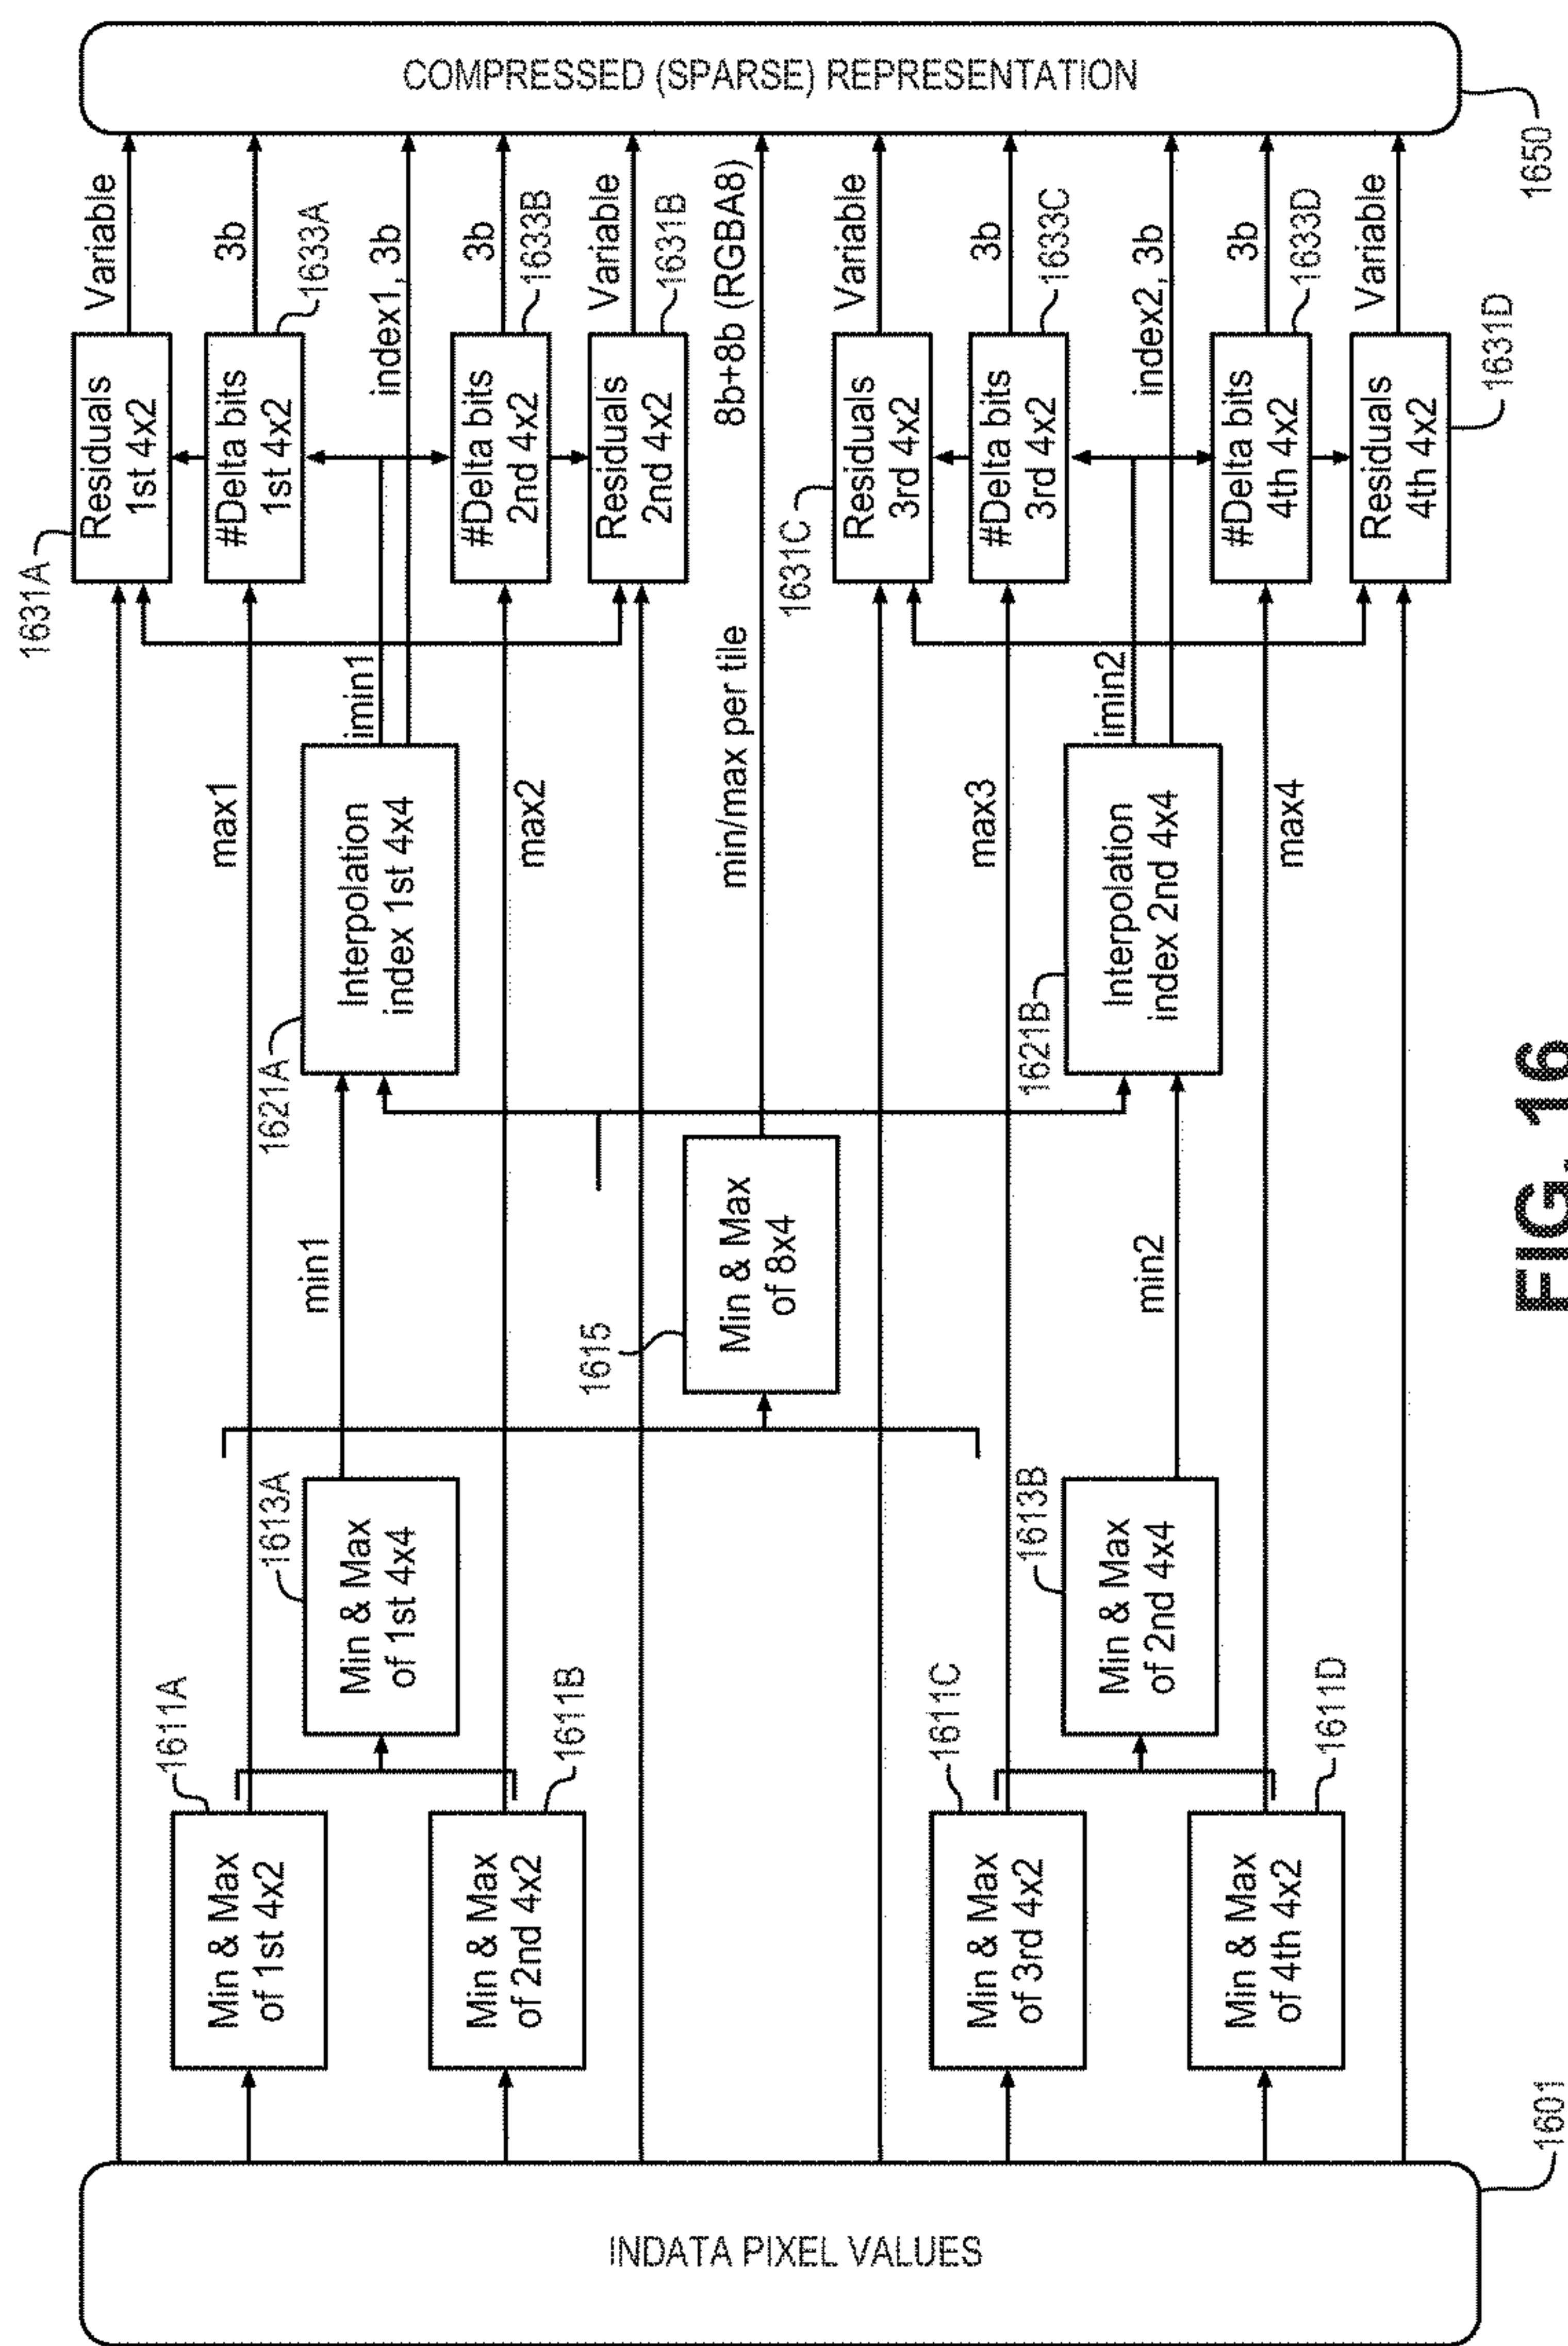 INDATA PIXEL VALUES
1601
Min & Max
of 1st 4x2
1611A
Min & Max
of 2nd 4x2
1611B
Min & Max
of 3rd 4x2
1611C
Min & Max
of 4th 4x2
1611D
Min & Max
of 1st 4x4
1613A
Min & Max
of 2nd 4x4
1613B
min1
Min & Max
of 8x4
1615
min2
Interpolation
index 1st 4x4
1621A
Interpolation
index 2nd 4x4
1621B
max1
max2
min/max per tile
max3
max4
imin1
imin2
Residuals
1st 4x2
1631A
#Delta bits
1st 4x2
1633A
#Delta bits
2nd 4x2
1633B
Residuals
2nd 4x2
1631B
Residuals
3rd 4x2
1631C
#Delta bits
3rd 4x2
1633C
#Delta bits
4th 4x2
1633D
Residuals
4th 4x2
1631D
Variable
3b
index1, 3b
3b
Variable
8b+8b (RGBA8)
Variable
3b
index2, 3b
3b
Variable
COMPRESSED (SPARSE) REPRESENTATION
1650
FIG. 16